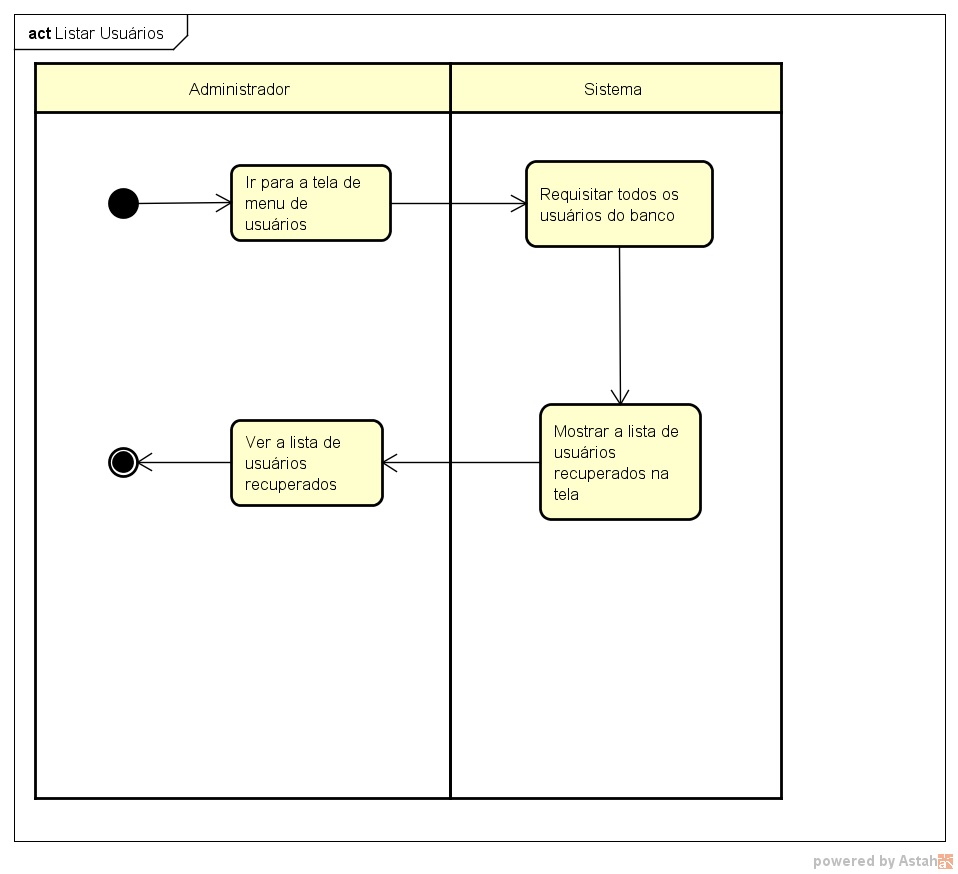 act Listar Usuários
Administrador
Sistema
Ir para a tela de
menu de
usuários
Requisitar todos os
usuários do banco
Ver a lista de
usuários
recuperados
Mostrar a lista de
usuários
recuperados na
tela
powered by Astah